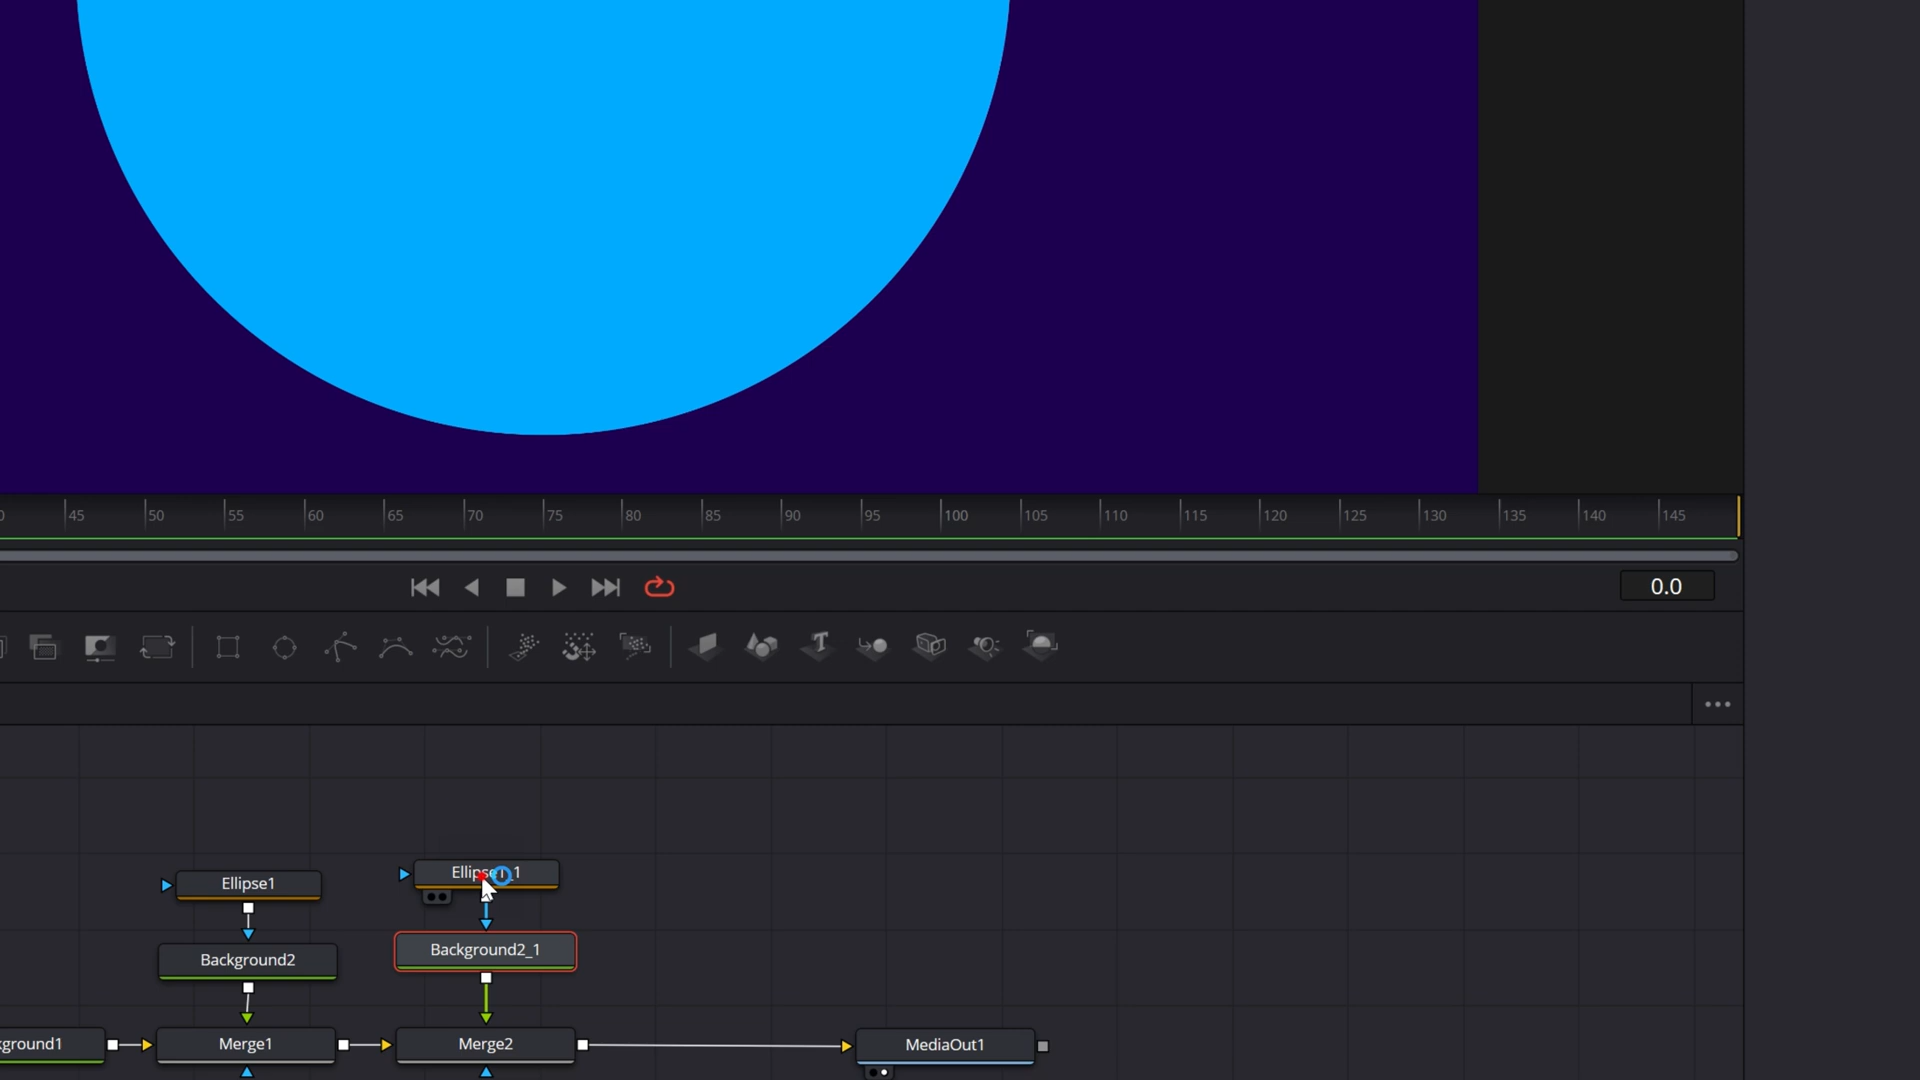 45 50 55 60 65 70 75 80 85 90 95 100 105 110 115 120 125 130 135 140 145
0.0
Ellipse1_1
Ellipse1
Background2_1
Background2
ground1 Merge1 Merge2 MediaOut1